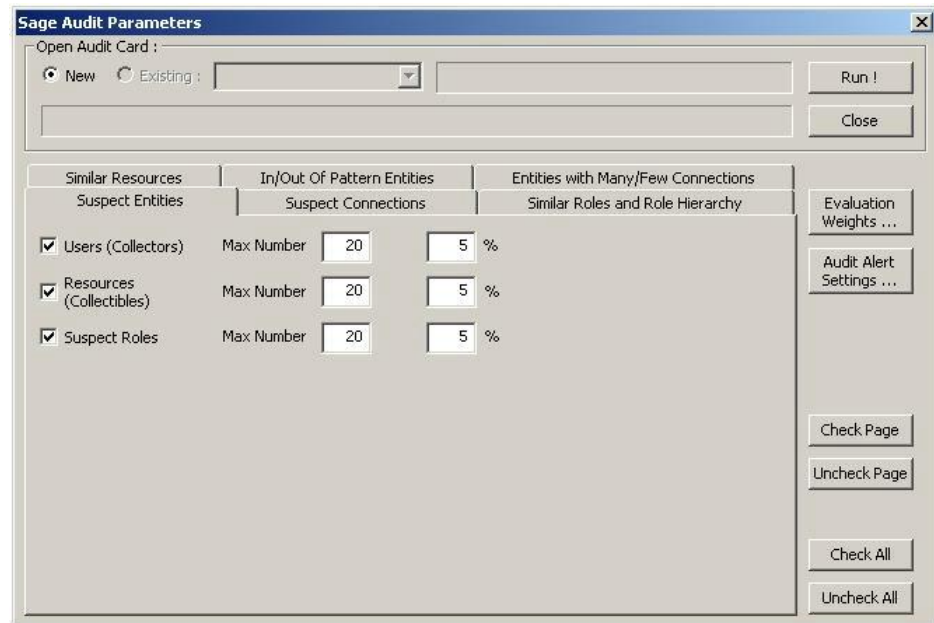 Sage Audit Parameters
Open Audit Card :
New Existing :
Run !
Close
Similar Resources In/Out Of Pattern Entities Entities with Many/Few Connections
Suspect Entities Suspect Connections Similar Roles and Role Hierarchy
Users (Collectors) Max Number 20 5 %
Resources
(Collectibles) Max Number 20 5 %
Suspect Roles Max Number 20 5 %
Evaluation
Weights ...
Audit Alert
Settings ...
Check Page
Uncheck Page
Check All
Uncheck All